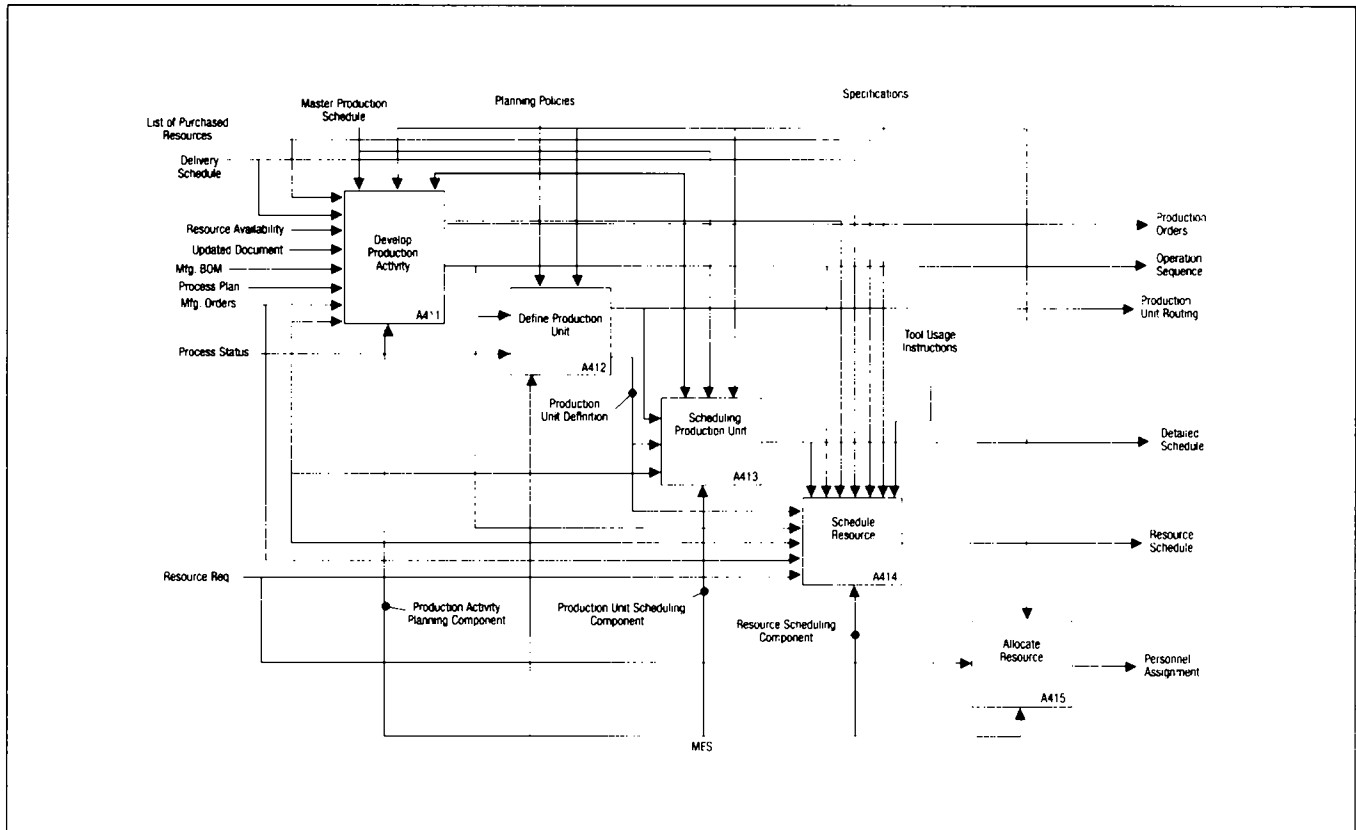 Master Production
Schedule
Planning Policies
Specifications
List of Purchased
Resources
Delivery
Schedule
Resource Availability
Updated Document
Mfg. BOM
Process Plan
Mfg. Orders
Process Status
Develop
Production
Activity
A411
Define Production
Unit
A412
Production
Unit Definition
Scheduling
Production Unit
A413
Tool Usage
Instructions
Schedule
Resource
A414
Resource Req
Production Activity
Planning Component
Production Unit Scheduling
Component
Resource Scheduling
Component
Allocate
Resource
A415
MES
Production
Orders
Operation
Sequence
Production
Unit Routing
Detailed
Schedule
Resource
Schedule
Personnel
Assignment